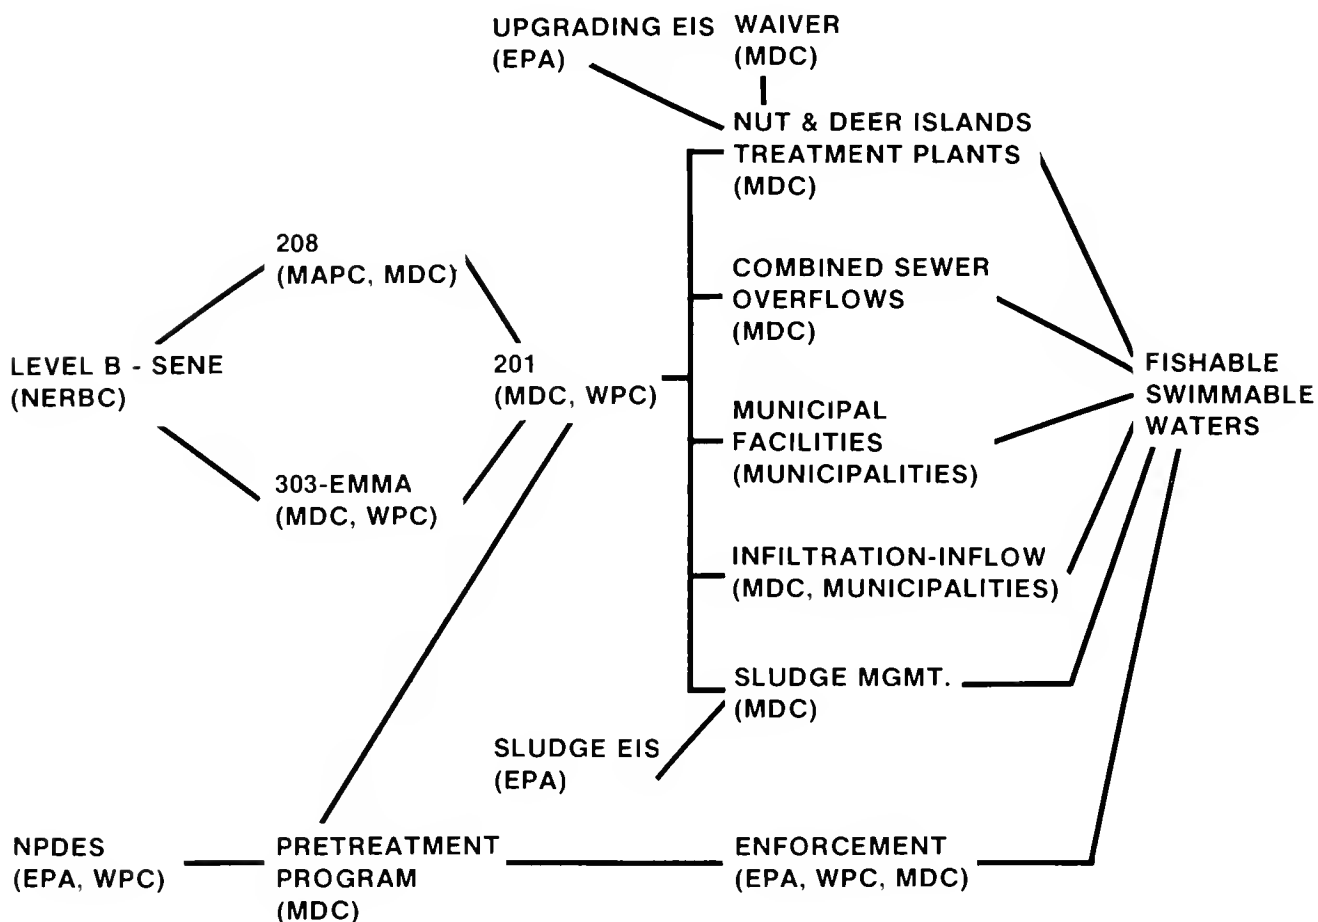 UPGRADING EIS
(EPA)
WAIVER
(MDC)
NUT & DEER ISLANDS
TREATMENT PLANTS
(MDC)
208
(MAPC, MDC)
COMBINED SEWER
OVERFLOWS
(MDC)
LEVEL B - SENE
(NERBC)
201
(MDC, WPC)
FISHABLE
SWIMMABLE
WATERS
MUNICIPAL
FACILITIES
(MUNICIPALITIES)
303-EMMA
(MDC, WPC)
INFILTRATION-INFLOW
(MDC, MUNICIPALITIES)
SLUDGE MGMT.
(MDC)
SLUDGE EIS
(EPA)
NPDES
(EPA, WPC)
PRETREATMENT
PROGRAM
(MDC)
ENFORCEMENT
(EPA, WPC, MDC)